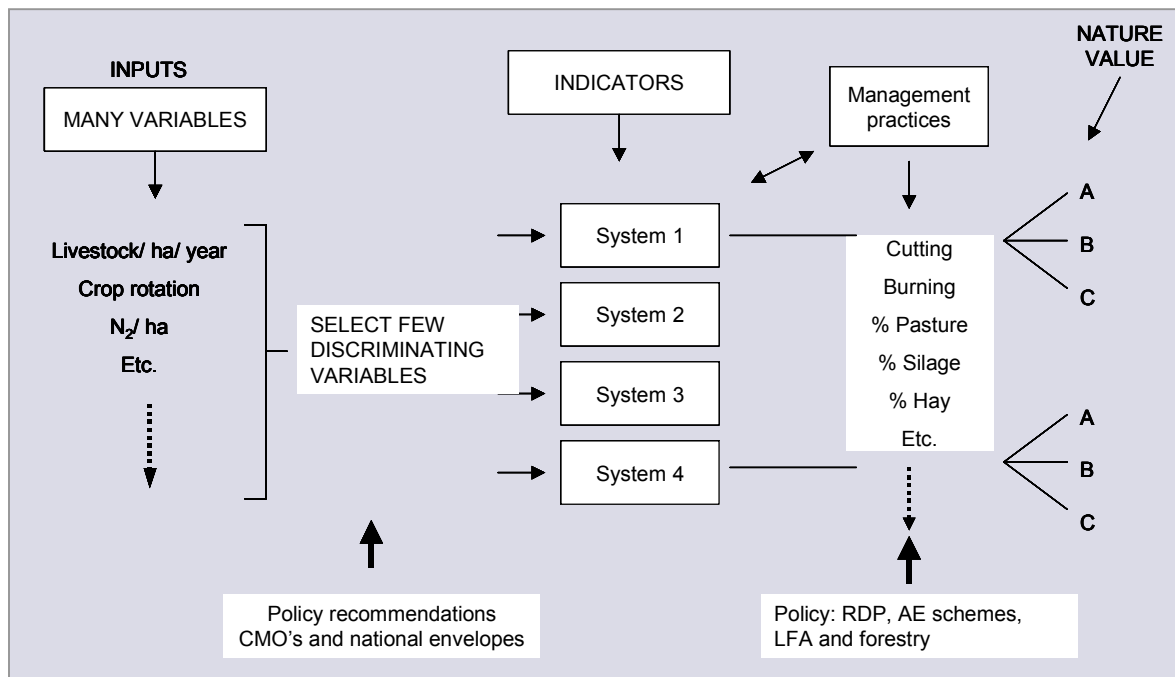 INPUTS
MANY VARIABLES
Livestock/ ha/ year
Crop rotation
N₂/ ha
Etc.
SELECT FEW
DISCRIMINATING
VARIABLES
INDICATORS
System 1
System 2
System 3
System 4
Management
practices
Cutting
Burning
% Pasture
% Silage
% Hay
Etc.
NATURE
VALUE
A
B
C
A
B
C
Policy recommendations
CMO's and national envelopes
Policy: RDP, AE schemes,
LFA and forestry